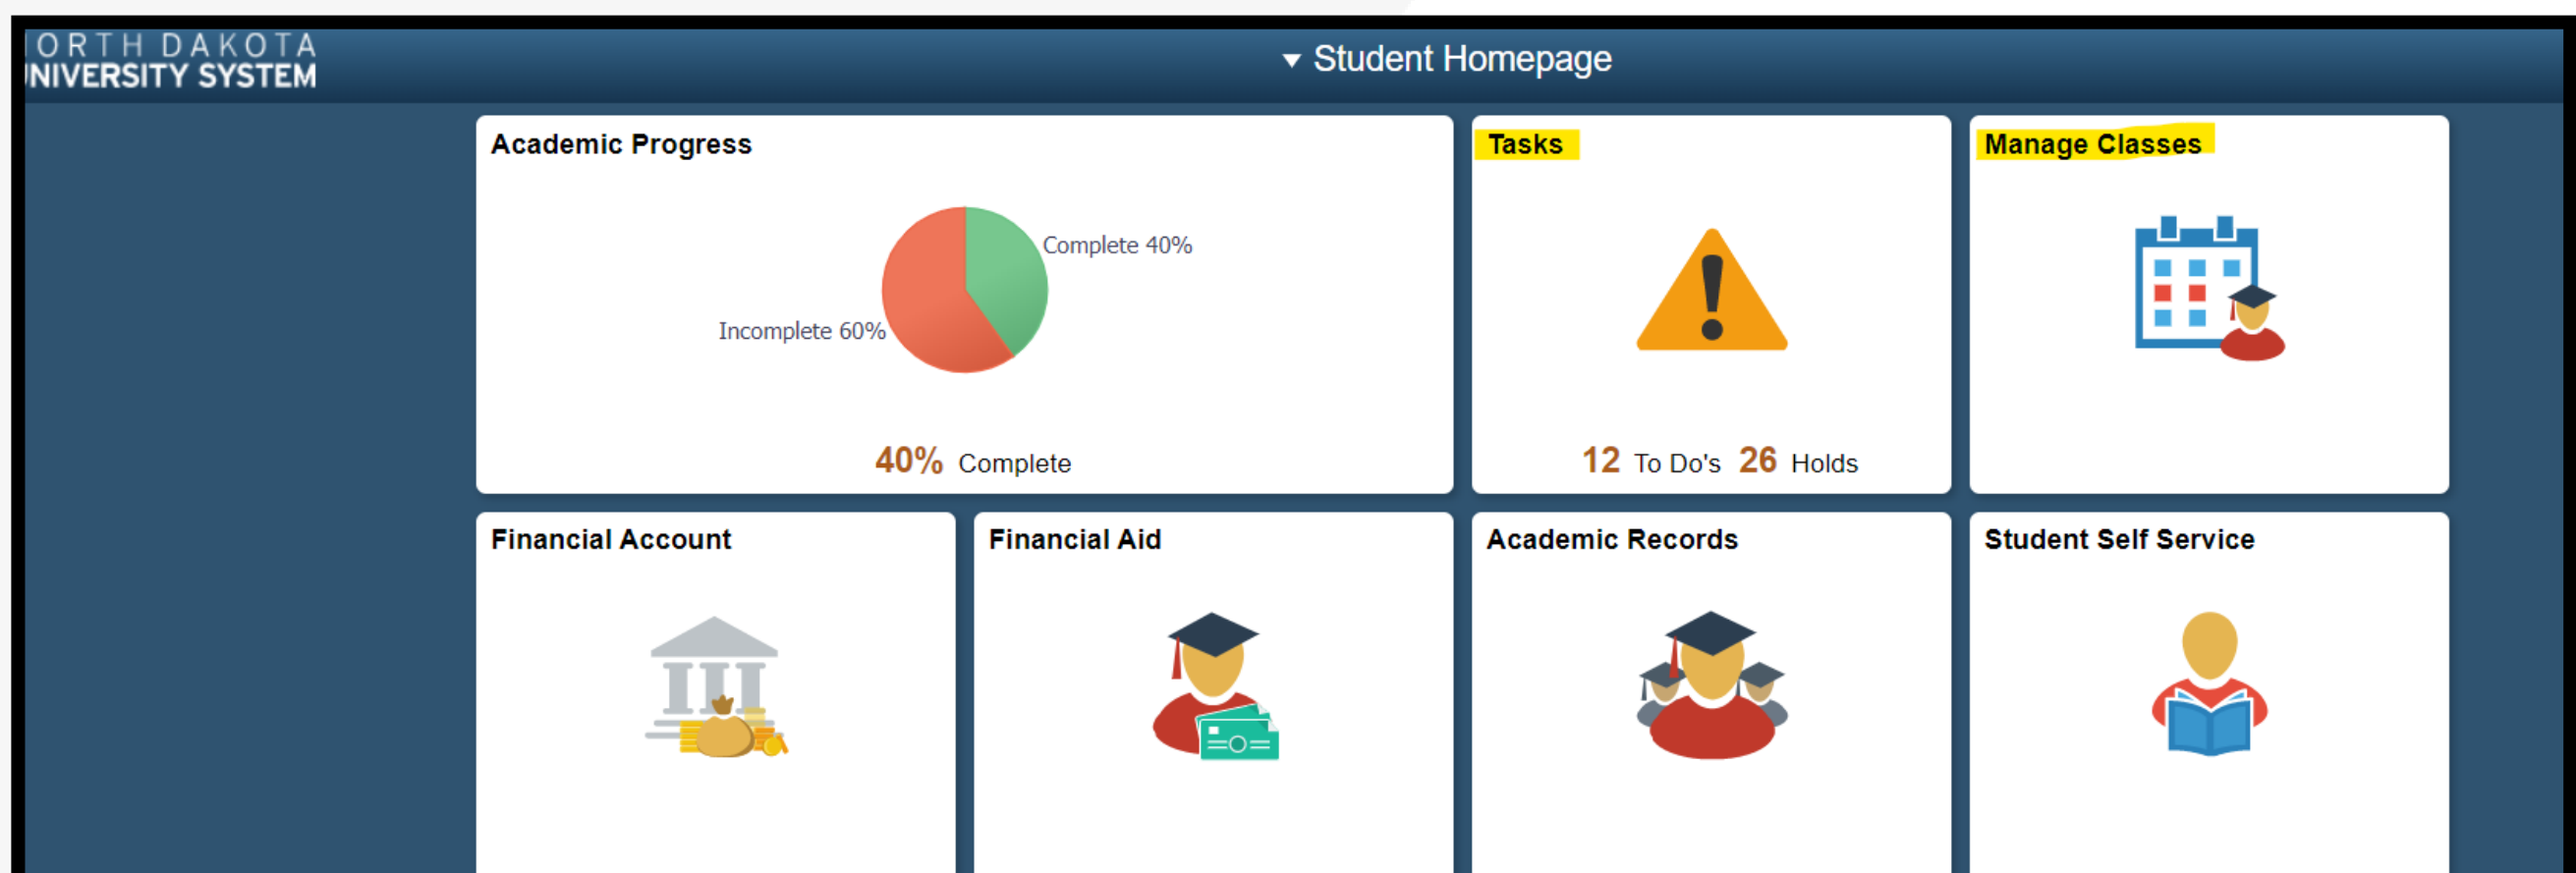 ORTH DAKOTA
UNIVERSITY SYSTEM
Student Homepage
Academic Progress
Complete 40%
Incomplete 60%
40% Complete
Tasks
12 To Do's 26 Holds
Manage Classes
Financial Account
Financial Aid
Academic Records
Student Self Service